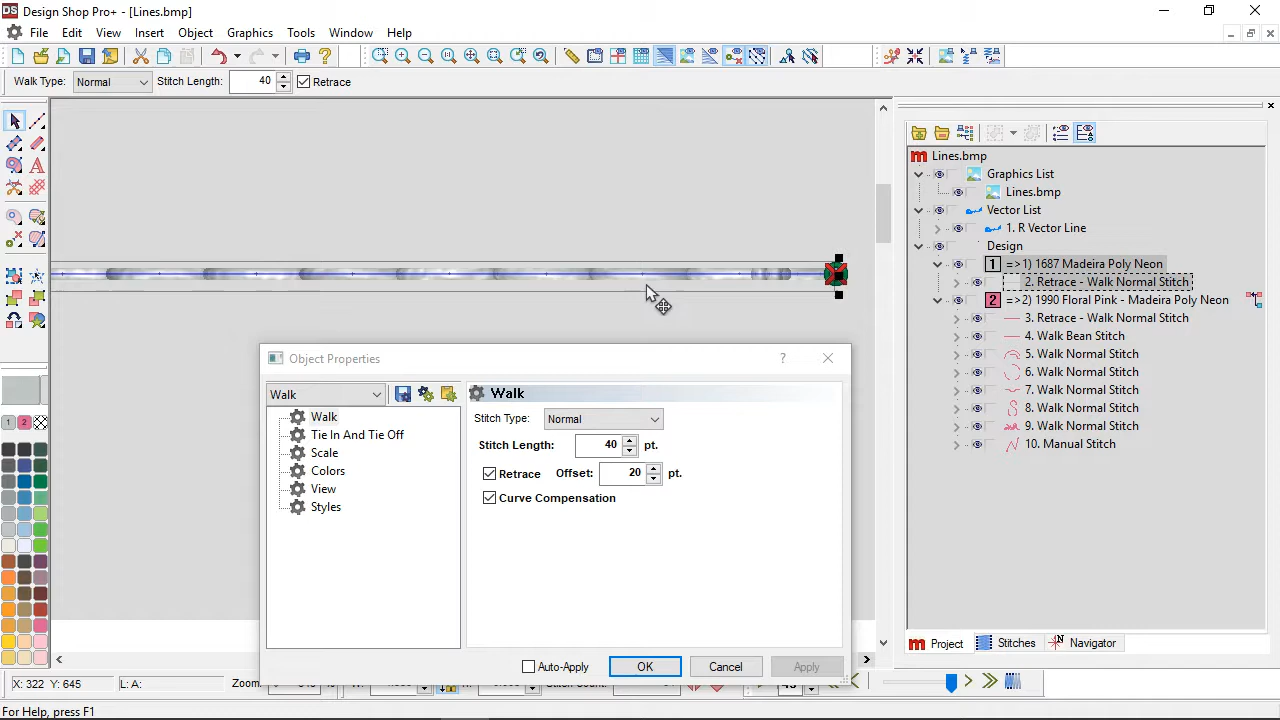 DS Design Shop Pro+ - [Lines.bmp]
File Edit View Insert Object Graphics Tools Window Help
Walk Type: Normal Stitch Length: 40 Retrace
Lines.bmp
Graphics List
Lines.bmp
Vector List
1. R Vector Line
Design
1 =>1) 1687 Madeira Poly Neon
2. Retrace - Walk Normal Stitch
2 =>2) 1990 Floral Pink - Madeira Poly Neon
3. Retrace - Walk Normal Stitch
4. Walk Bean Stitch
5. Walk Normal Stitch
6. Walk Normal Stitch
7. Walk Normal Stitch
8. Walk Normal Stitch
9. Walk Normal Stitch
10. Manual Stitch
Project Stitches Navigator
1 2
Object Properties
Walk
Walk
Tie In And Tie Off
Scale
Colors
View
Styles
Walk
Stitch Type: Normal
Stitch Length: 40 pt.
Retrace Offset: 20 pt.
Curve Compensation
Auto-Apply OK Cancel Apply
X: 322 Y: 645 L: A: Zoom:
For Help, press F1